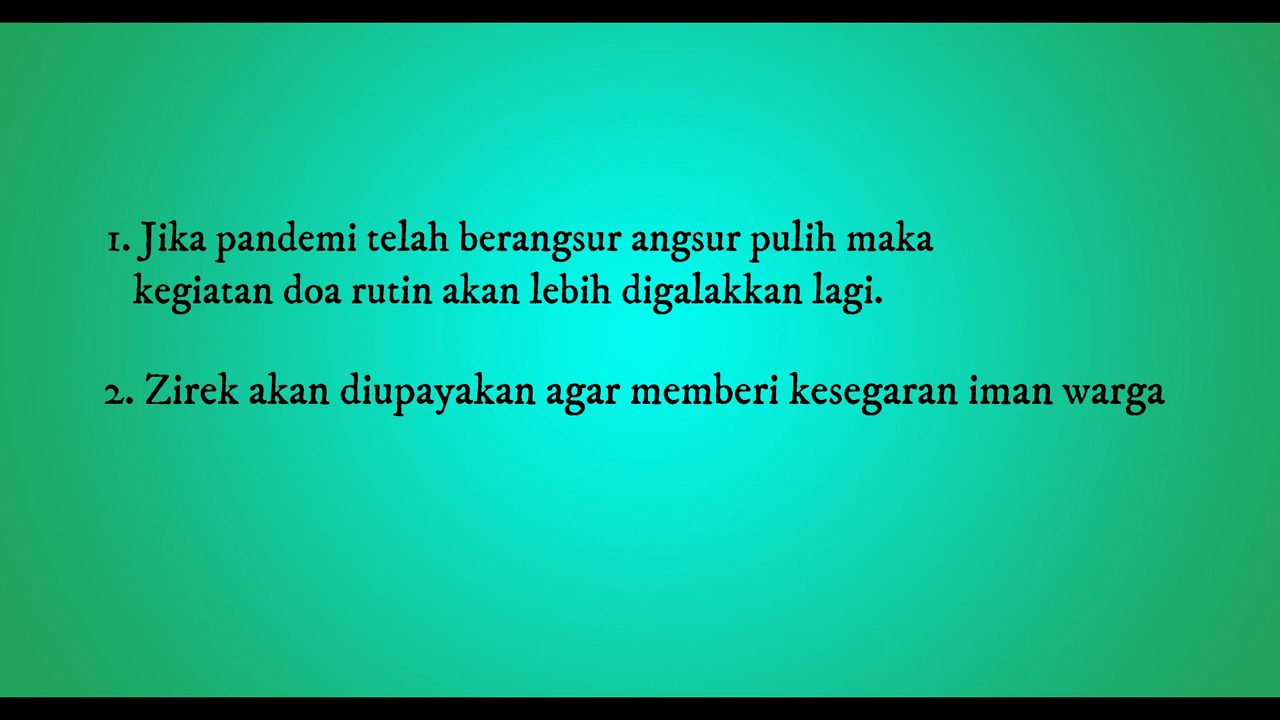 1. Jika pandemi telah berangsur angsur pulih maka
kegiatan doa rutin akan lebih digalakkan lagi.
2. Zirek akan diupayakan agar memberi kesegaran iman warga